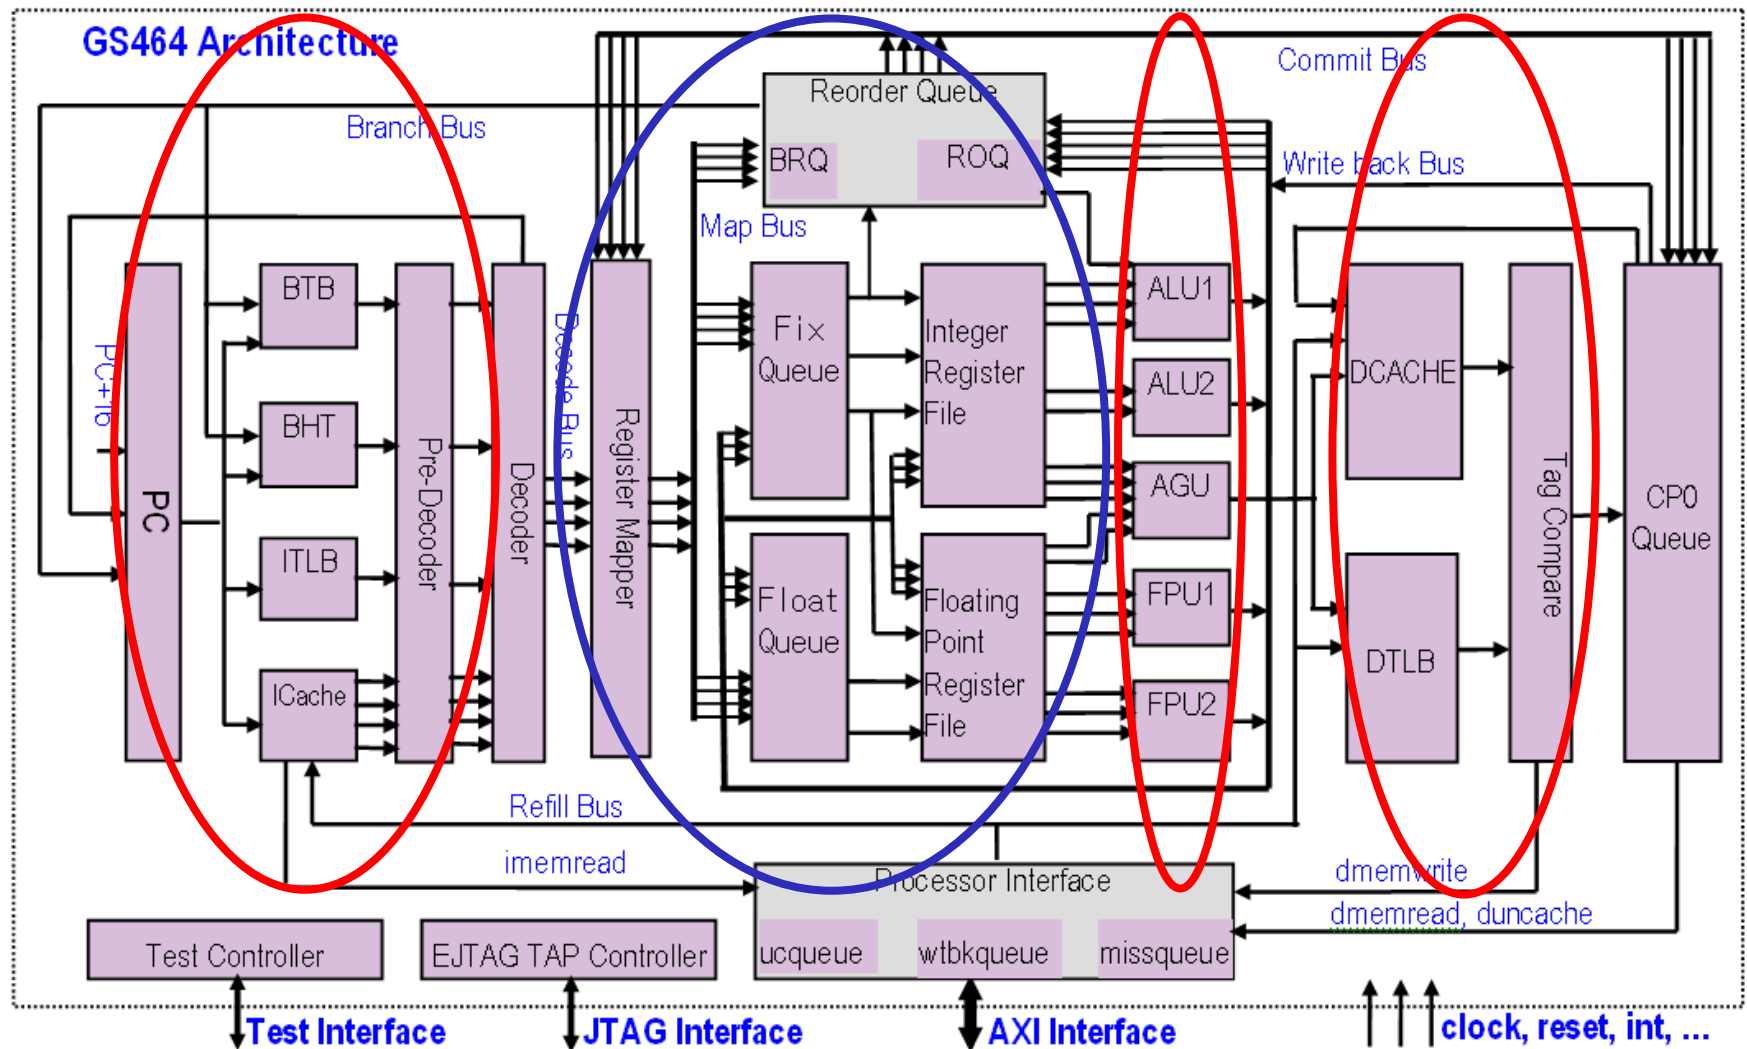 GS464 Architecture
Commit Bus
Reorder Queue
Branch Bus
BRQ
ROQ
Write back Bus
Map Bus
BTB
Fix
Queue
Integer
Register
File
ALU1
ALU2
DCACHE
PC+16
Decode Bus
BHT
Pre-Decoder
Decoder
Register Mapper
PC
AGU
Tag Compare
CP0
Queue
ITLB
Float
Queue
Floating
Point
Register
File
FPU1
FPU2
DTLB
ICache
Refill Bus
imemread
Processor Interface
dmemwrite
dmemread, duncache
Test Controller
EJTAG TAP Controller
ucqueue
wtbkqueue
missqueue
Test Interface
JTAG Interface
AXI Interface
clock, reset, int, ...